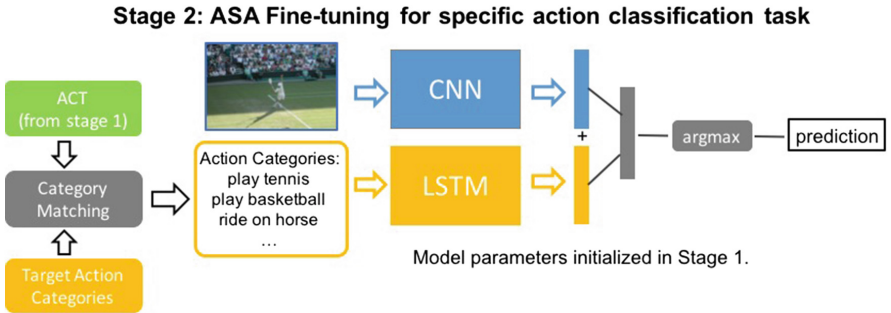 Stage 2: ASA Fine-tuning for specific action classification task
ACT
(from stage 1)
Category
Matching
Target Action
Categories
Action Categories:
play tennis
play basketball
ride on horse
...
CNN
LSTM
+
argmax
prediction
Model parameters initialized in Stage 1.